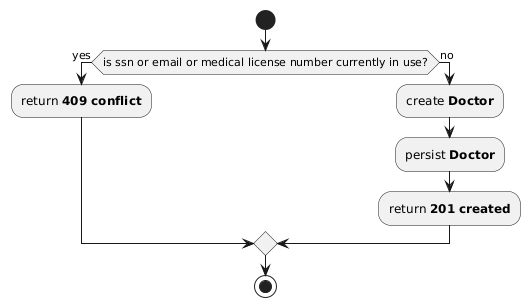 yes
is ssn or email or medical license number currently in use?
no
return 409 conflict
create Doctor
persist Doctor
return 201 created